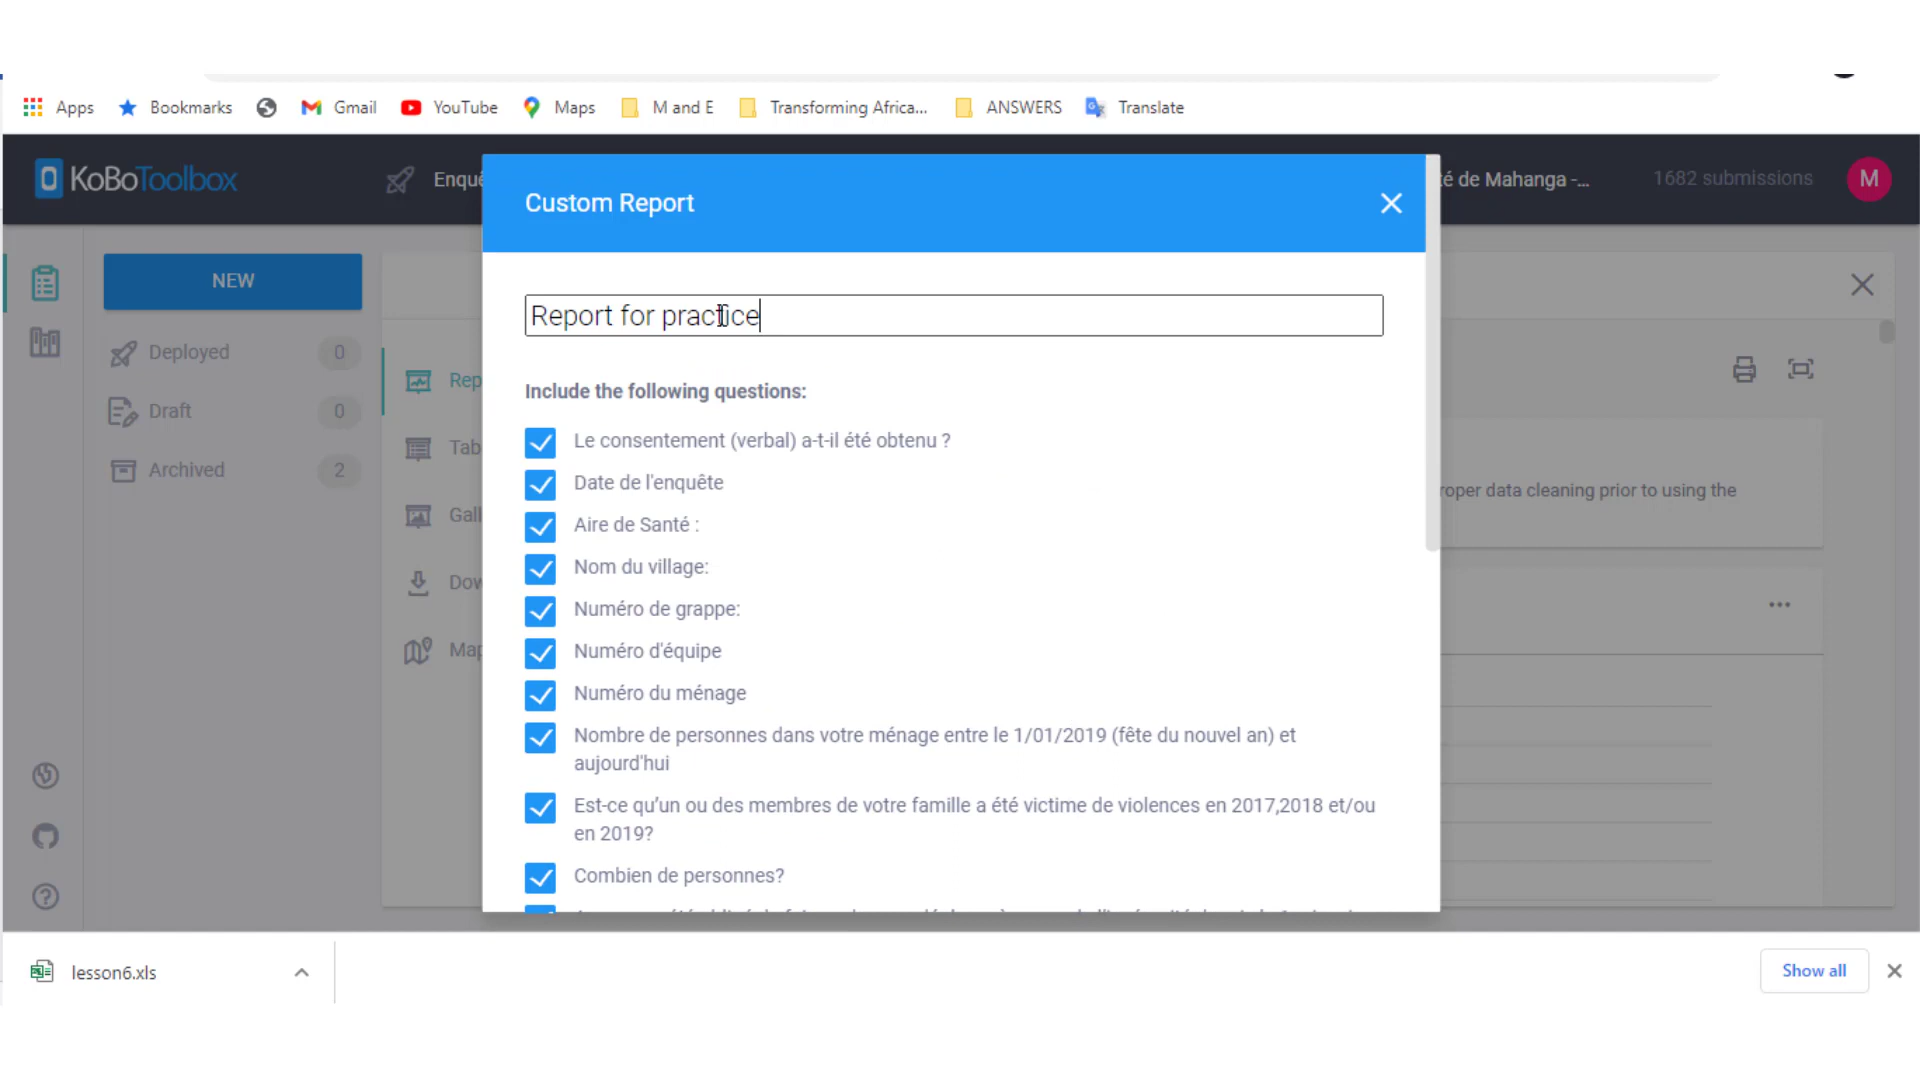 Apps Bookmarks Gmail YouTube Maps M and E Transforming Africa... ANSWERS Translate
KoBoToolbox Enquê té de Mahanga -... 1682 submissions M
Custom Report
NEW
Report for practice
Deployed 0
Include the following questions:
Rep
Draft 0
Le consentement (verbal) a-t-il été obtenu ?
Tab
Archived 2
Date de l'enquête
roper data cleaning prior to using the
Gall
Aire de Santé :
Nom du village:
Dow
Numéro de grappe:
Numéro d'équipe
Map
Numéro du ménage
Nombre de personnes dans votre ménage entre le 1/01/2019 (fête du nouvel an) et
aujourd'hui
Est-ce qu’un ou des membres de votre famille a été victime de violences en 2017,2018 et/ou
en 2019?
Combien de personnes?
lesson6.xls
Show all